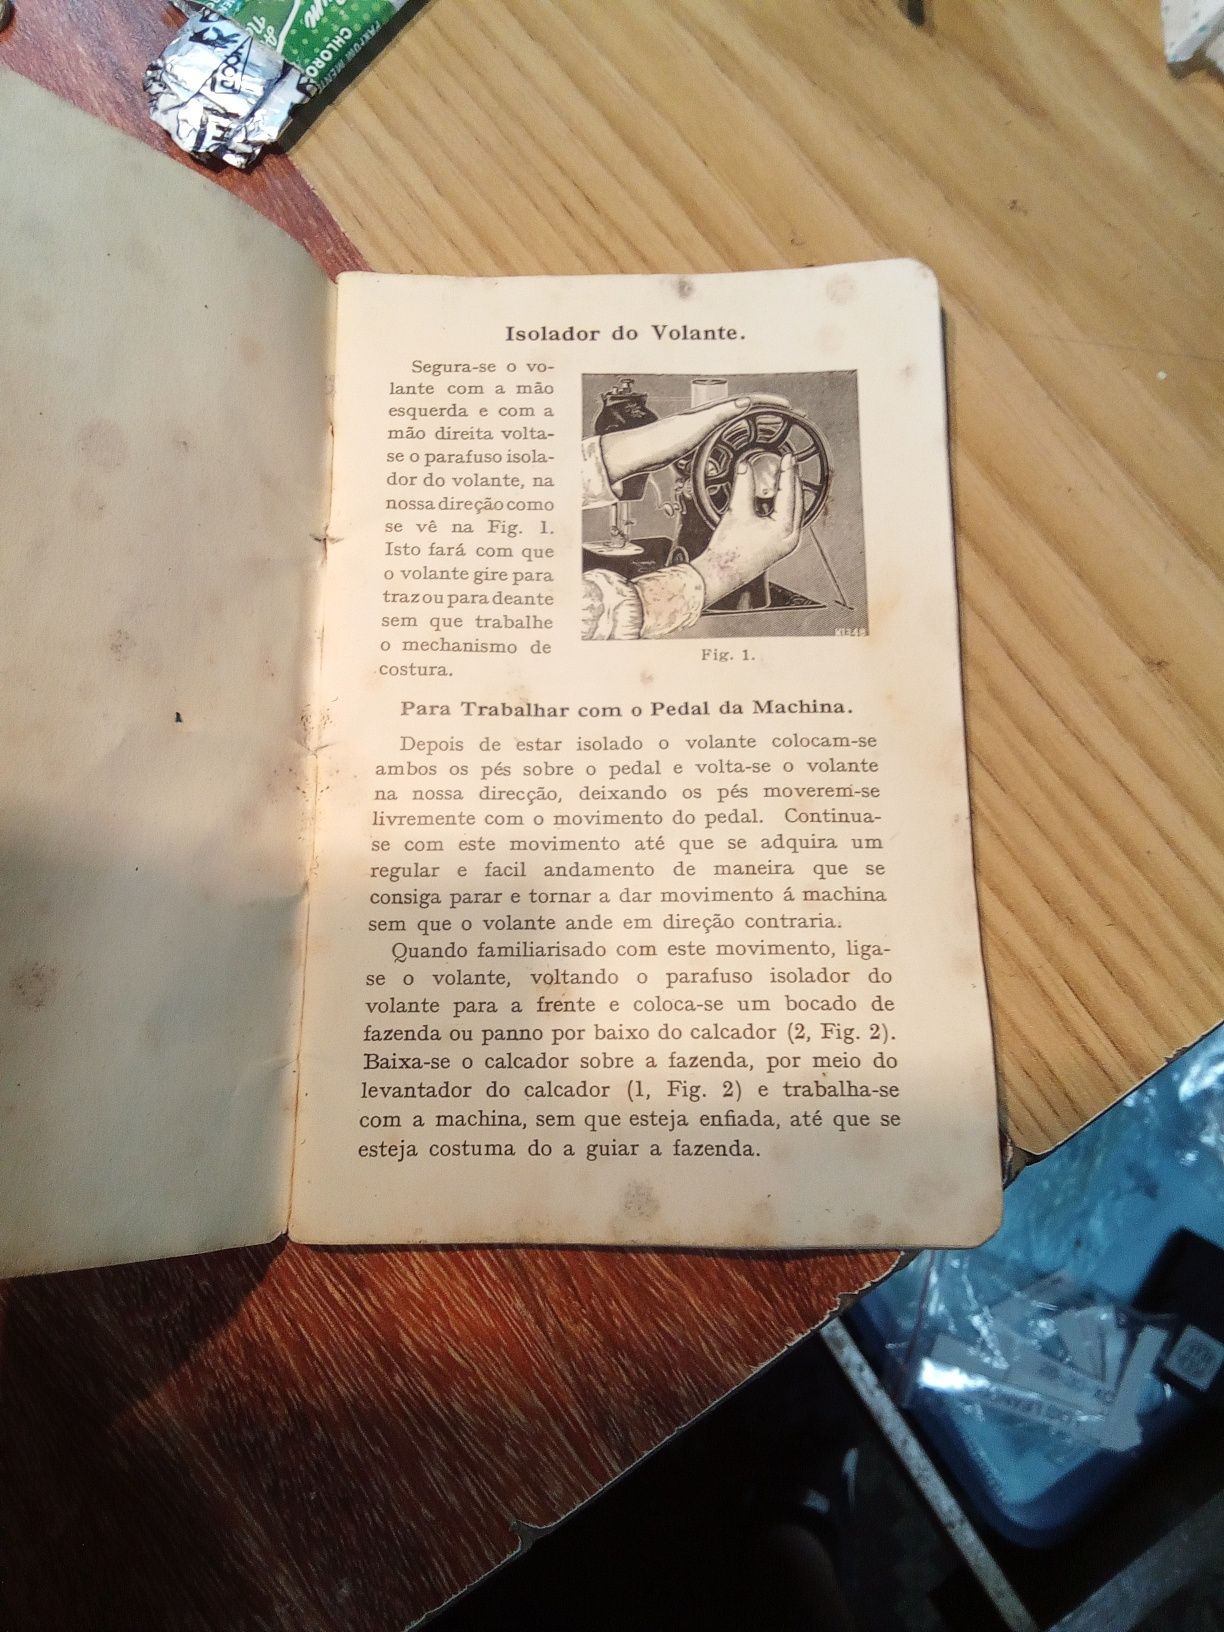 CHLORO
PARFUM MENT
Isolador do Volante.
Segura-se o vo-
lante com a mão
esquerda e com a
mão direita volta-
se o parafuso isola-
dor do volante, na
nossa direção como
se vê na Fig. 1.
Isto fará com que
o volante gire para
traz ou para deante
sem que trabalhe
o mechanismo de
costura.
K1348
Fig. 1.
Para Trabalhar com o Pedal da Machina.
Depois de estar isolado o volante colocam-se
ambos os pés sobre o pedal e volta-se o volante
na nossa direcção, deixando os pés moverem-se
livremente com o movimento do pedal. Continua-
se com este movimento até que se adquira um
regular e facil andamento de maneira que se
consiga parar e tornar a dar movimento á machina
sem que o volante ande em direção contraria.
Quando familiarisado com este movimento, liga-
se o volante, voltando o parafuso isolador do
volante para a frente e coloca-se um bocado de
fazenda ou panno por baixo do calcador (2, Fig. 2).
Baixa-se o calcador sobre a fazenda, por meio do
levantador do calcador (1, Fig. 2) e trabalha-se
com a machina, sem que esteja enfiada, até que se
esteja costuma do a guiar a fazenda.